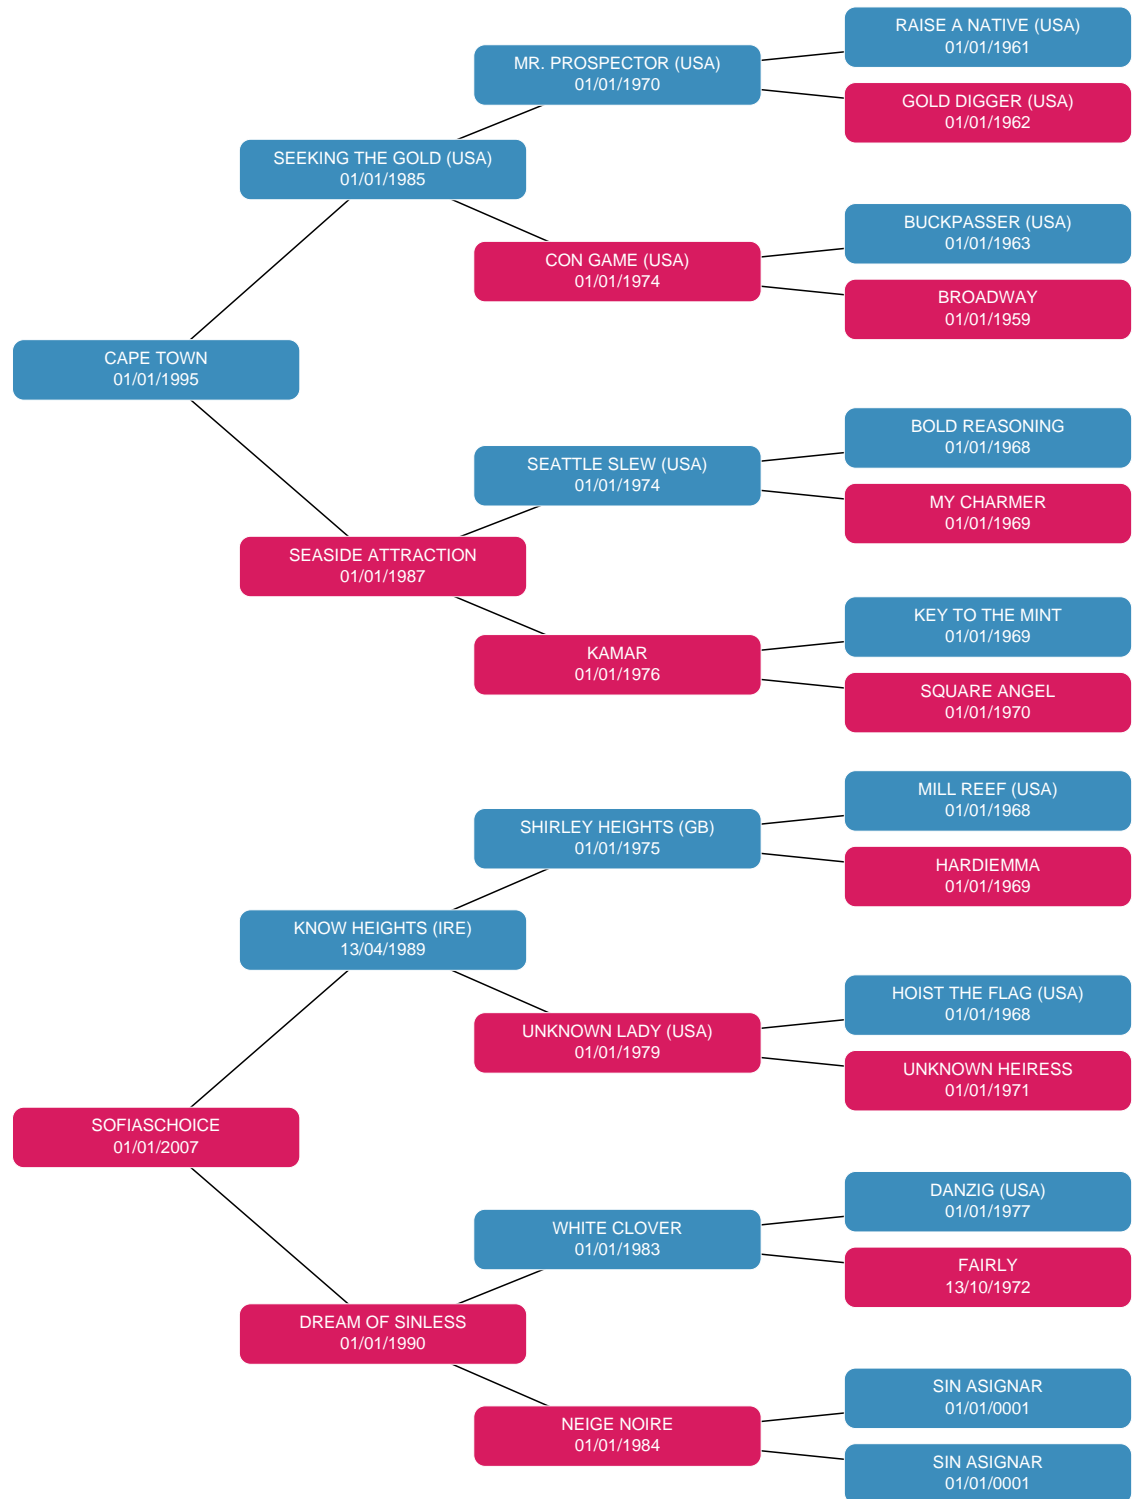 RAISE A NATIVE (USA)
01/01/1961
MR. PROSPECTOR (USA)
01/01/1970
GOLD DIGGER (USA)
01/01/1962
SEEKING THE GOLD (USA)
01/01/1985
BUCKPASSER (USA)
01/01/1963
CON GAME (USA)
01/01/1974
BROADWAY
01/01/1959
CAPE TOWN
01/01/1995
BOLD REASONING
01/01/1968
SEATTLE SLEW (USA)
01/01/1974
MY CHARMER
01/01/1969
SEASIDE ATTRACTION
01/01/1987
KEY TO THE MINT
01/01/1969
KAMAR
01/01/1976
SQUARE ANGEL
01/01/1970
MILL REEF (USA)
01/01/1968
SHIRLEY HEIGHTS (GB)
01/01/1975
HARDIEMMA
01/01/1969
KNOW HEIGHTS (IRE)
13/04/1989
HOIST THE FLAG (USA)
01/01/1968
UNKNOWN LADY (USA)
01/01/1979
UNKNOWN HEIRESS
01/01/1971
SOFIASCHOICE
01/01/2007
DANZIG (USA)
01/01/1977
WHITE CLOVER
01/01/1983
FAIRLY
13/10/1972
DREAM OF SINLESS
01/01/1990
SIN ASIGNAR
01/01/0001
NEIGE NOIRE
01/01/1984
SIN ASIGNAR
01/01/0001